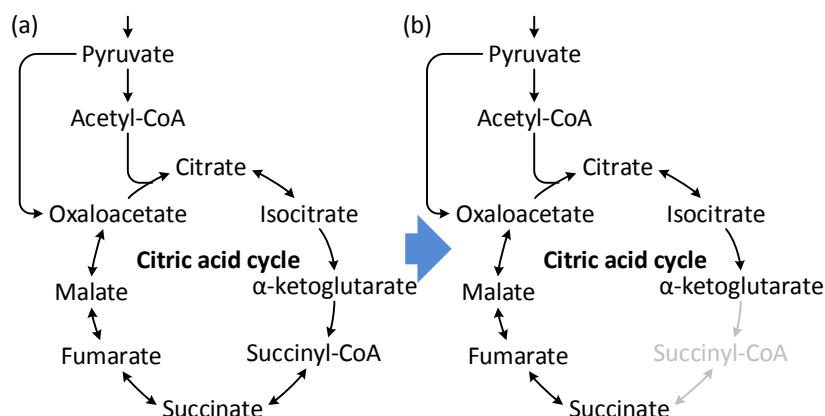 (a)
Pyruvate
Acetyl-CoA
Citrate
Oxaloacetate
Isocitrate
Citric acid cycle
Malate
α-ketoglutarate
Fumarate
Succinyl-CoA
Succinate
(b)
Pyruvate
Acetyl-CoA
Citrate
Oxaloacetate
Isocitrate
Citric acid cycle
Malate
α-ketoglutarate
Fumarate
Succinyl-CoA
Succinate